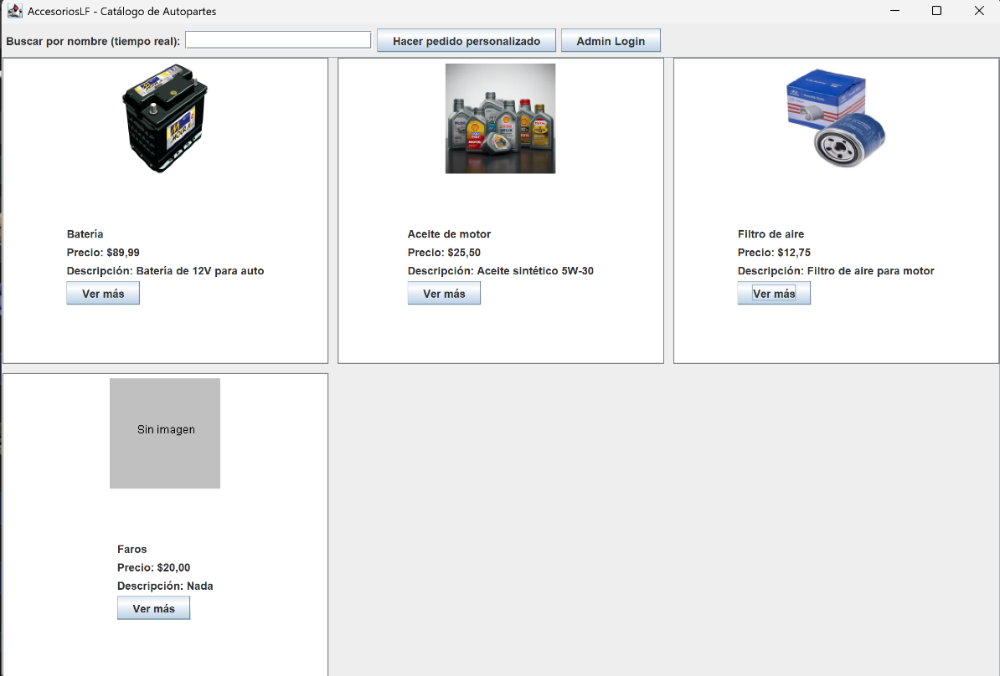 AccesoriosLF - Catálogo de Autopartes
Buscar por nombre (tiempo real):
Hacer pedido personalizado
Admin Login
MOURA
Mobil
HELIX
Batería
Precio: $89,99
Descripción: Batería de 12V para auto
Ver más
Aceite de motor
Precio: $25,50
Descripción: Aceite sintético 5W-30
Ver más
Filtro de aire
Precio: $12,75
Descripción: Filtro de aire para motor
Ver más
Sin imagen
Faros
Precio: $20,00
Descripción: Nada
Ver más